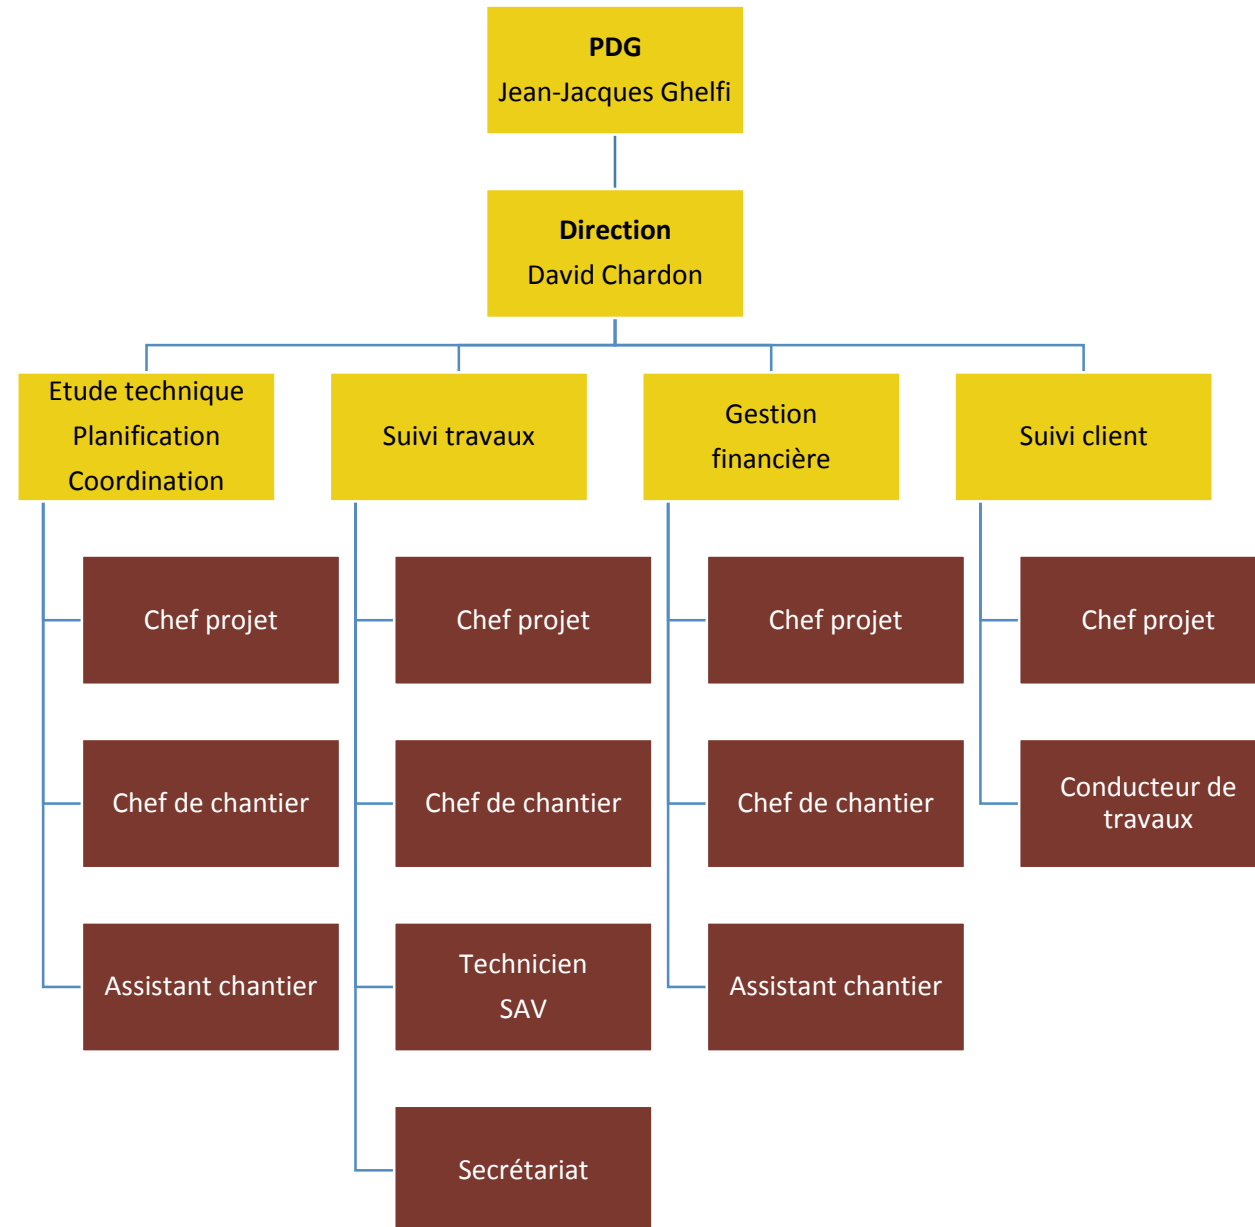 PDG
Jean-Jacques Ghelfi
Direction
David Chardon
Etude technique
Planification
Coordination
Suivi travaux
Gestion
financière
Suivi client
Chef projet
Chef projet
Chef projet
Chef projet
Chef de chantier
Chef de chantier
Chef de chantier
Conducteur de
travaux
Assistant chantier
Technicien
SAV
Assistant chantier
Secrétariat